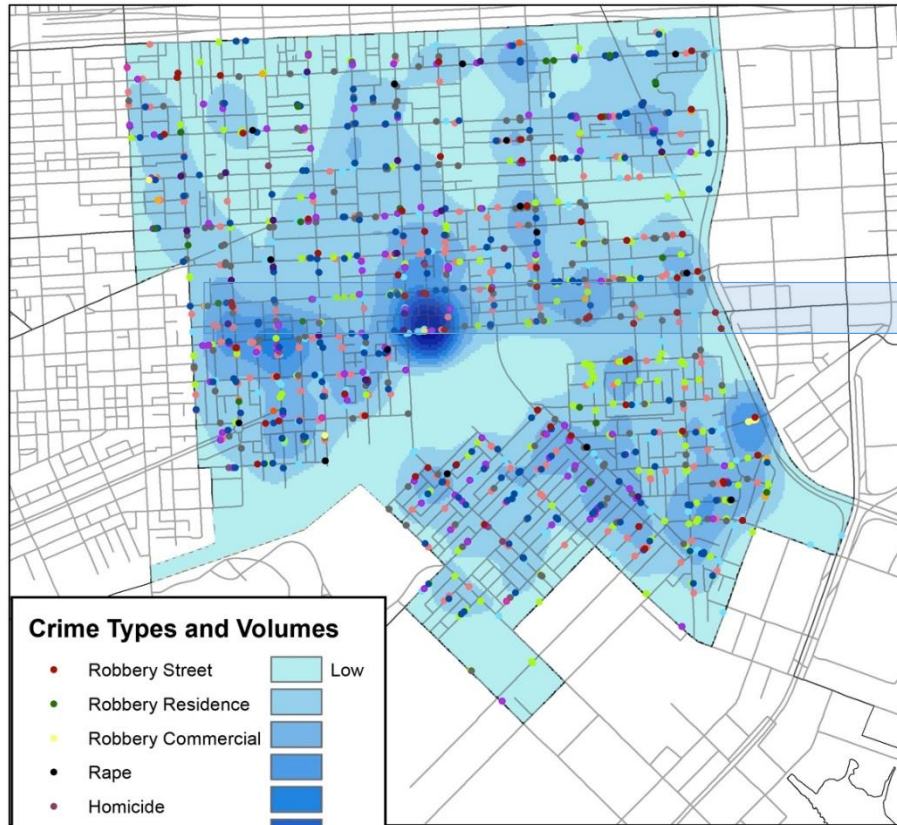 Crime Types and Volumes
Robbery Street
Low
Robbery Residence
Robbery Commercial
Rape
Homicide